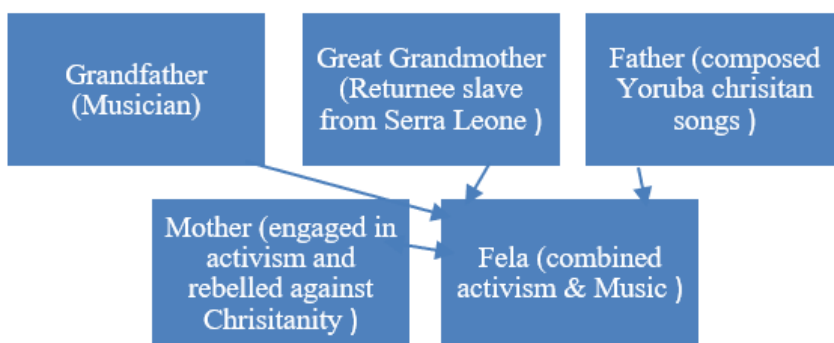 Grandfather
(Musician)
Great Grandmother
(Returnee slave
from Serra Leone )
Father (composed
Yoruba chrisitan
songs )
Mother (engaged in
activism and
rebelled against
Chrisitanity )
Fela (combined
activism & Music )